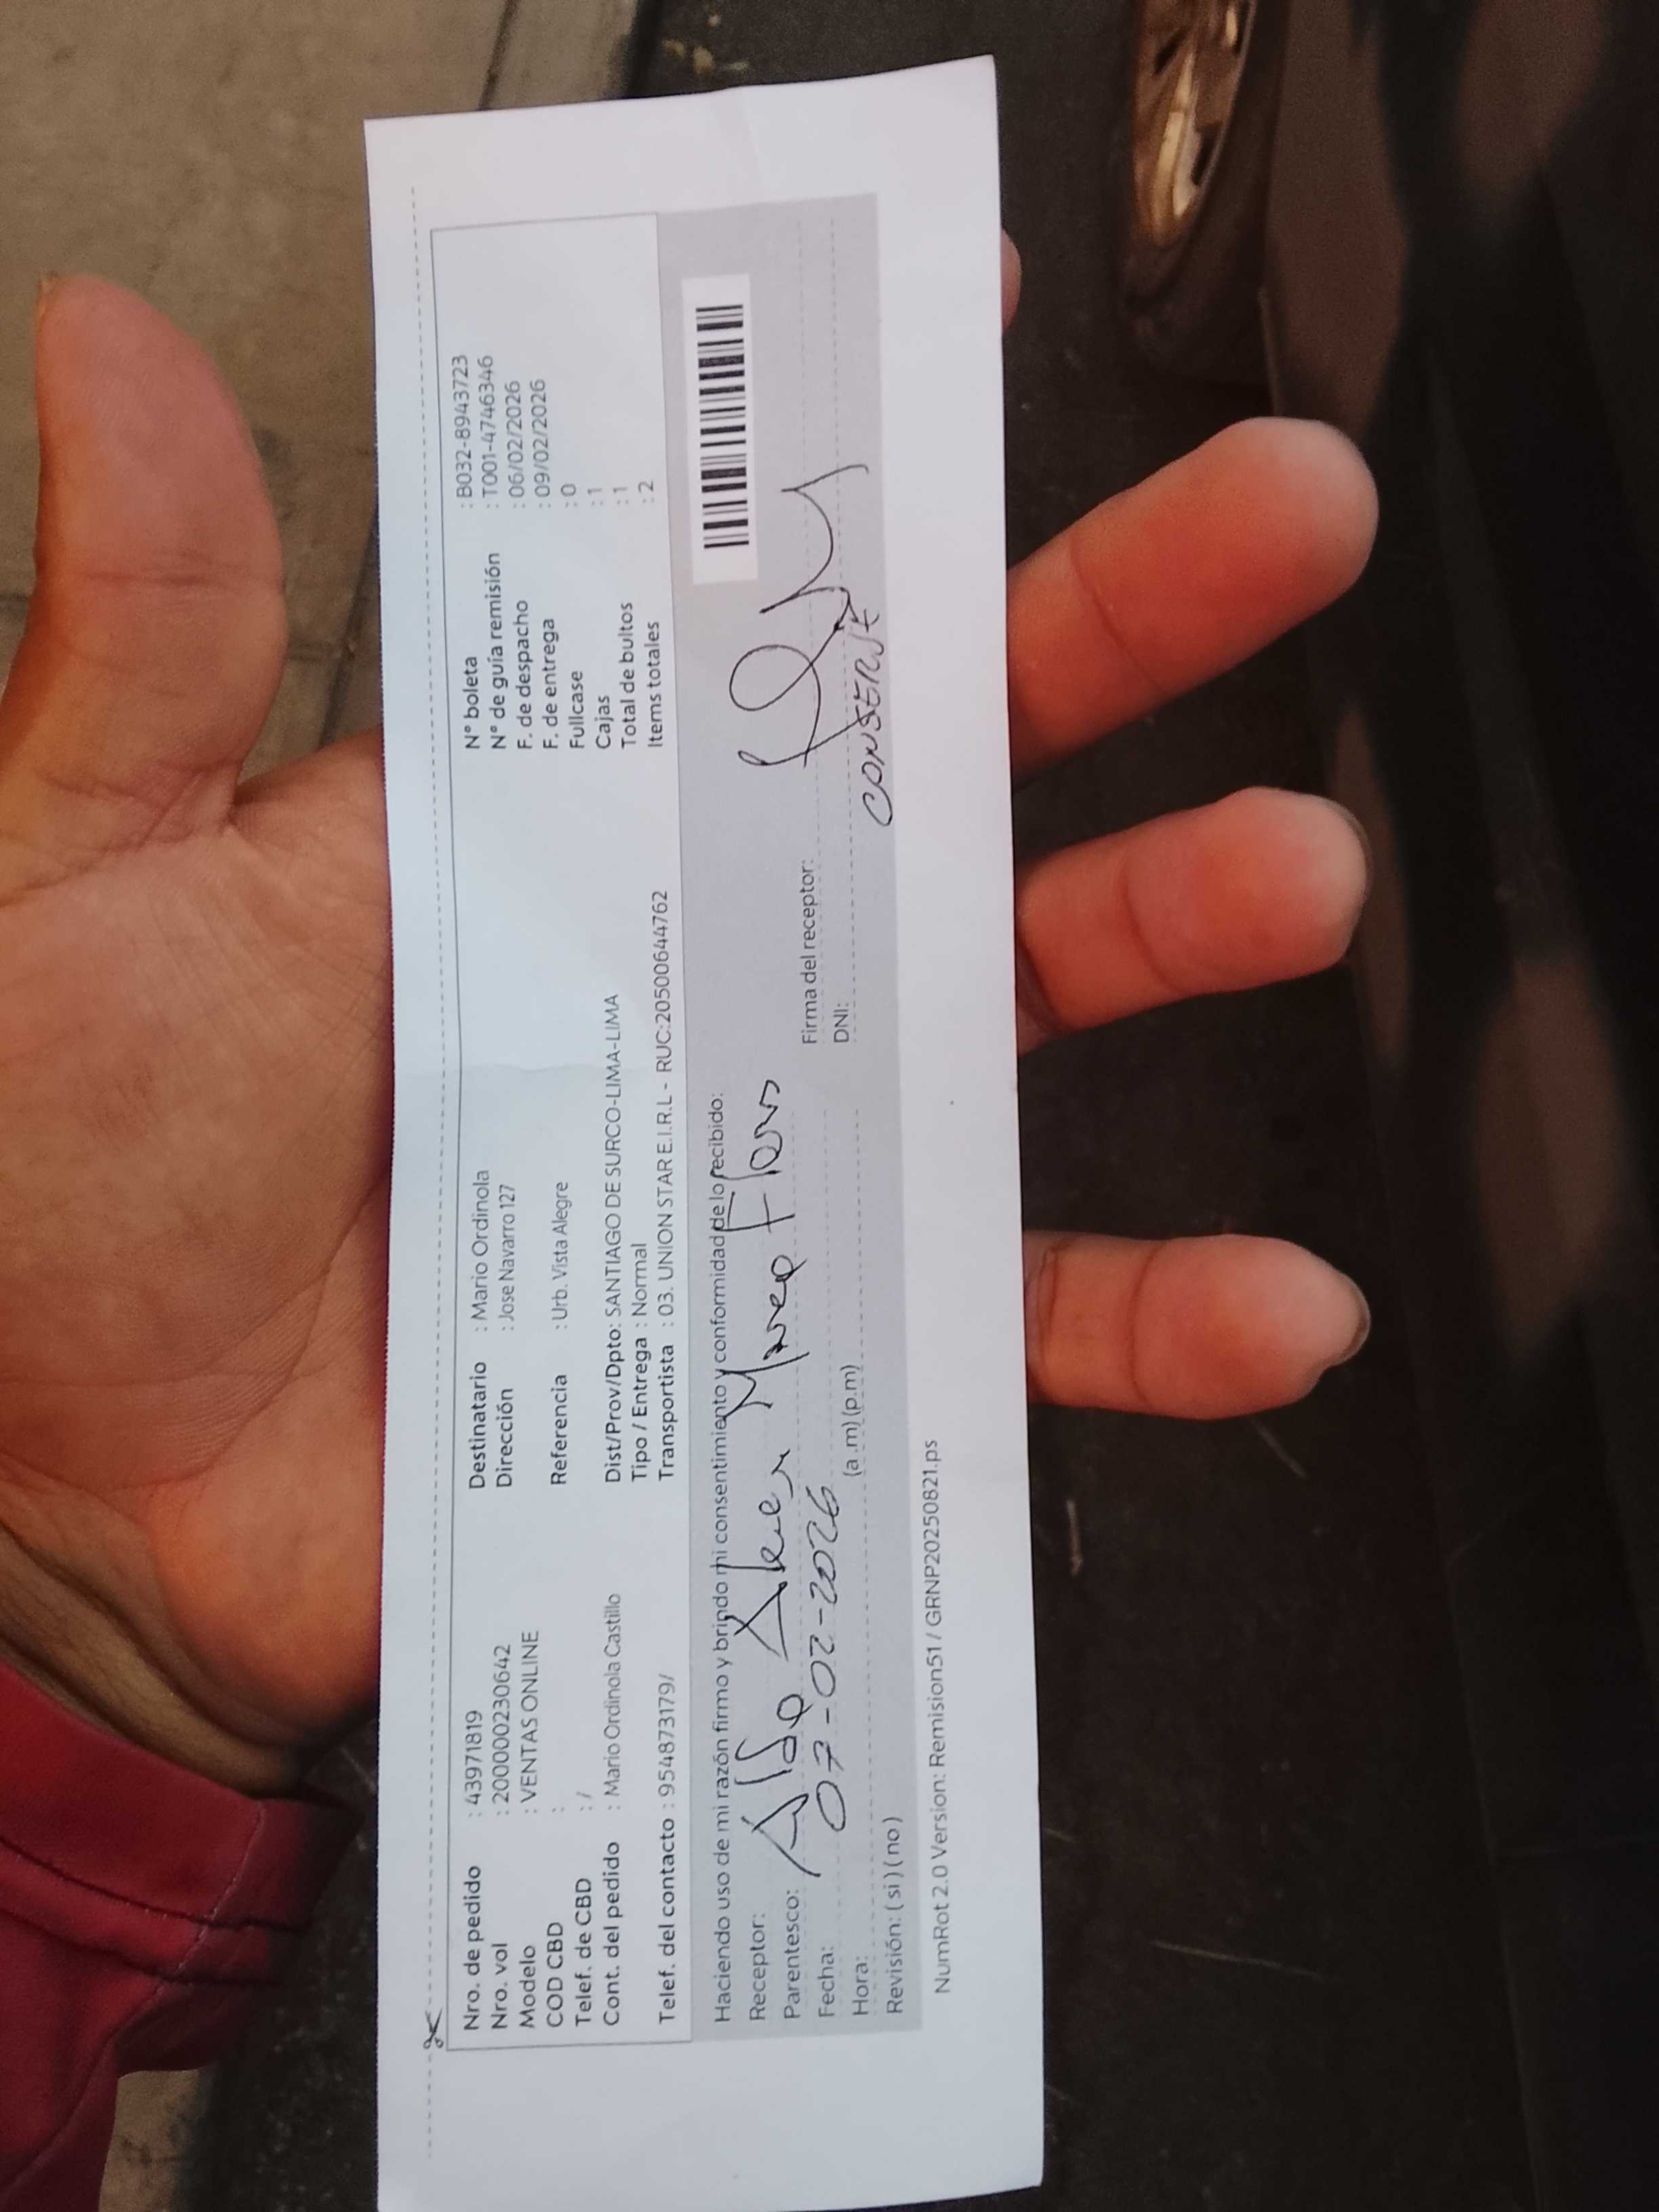 Nro. de pedido : 43971819
Nro. vol : 2000000230642
Modelo : VENTAS ONLINE
COD CBD :
Telef. de CBD : /
Cont. del pedido : Mario Ordinola Castillo
Telef. del contacto : 954873179/
Destinatario : Mario Ordinola
Dirección : Jose Navarro 127
Referencia : Urb. Vista Alegre
Dist/Prov/Dpto: SANTIAGO DE SURCO-LIMA-LIMA
Tipo / Entrega : Normal
Transportista : 03. UNION STAR E.I.R.L - RUC:20500644762
N° boleta : B032-8943723
N° de guía remisión : T001-4746346
F. de despacho : 06/02/2026
F. de entrega : 09/02/2026
Fullcase : 0
Cajas : 1
Total de bultos : 1
Items totales : 2
Haciendo uso de mi razón firmo y brindo mi consentimiento y conformidad de lo recibido:
Receptor: Aldo Flores
Parentesco:
Fecha: 07-02-2026
Hora: (a.m) (p.m)
Revisión: ( si ) ( no )
Firma del receptor:
DNI:
CONSERJE
NumRot 2.0 Version: Remision51 / GRNP20250821.ps